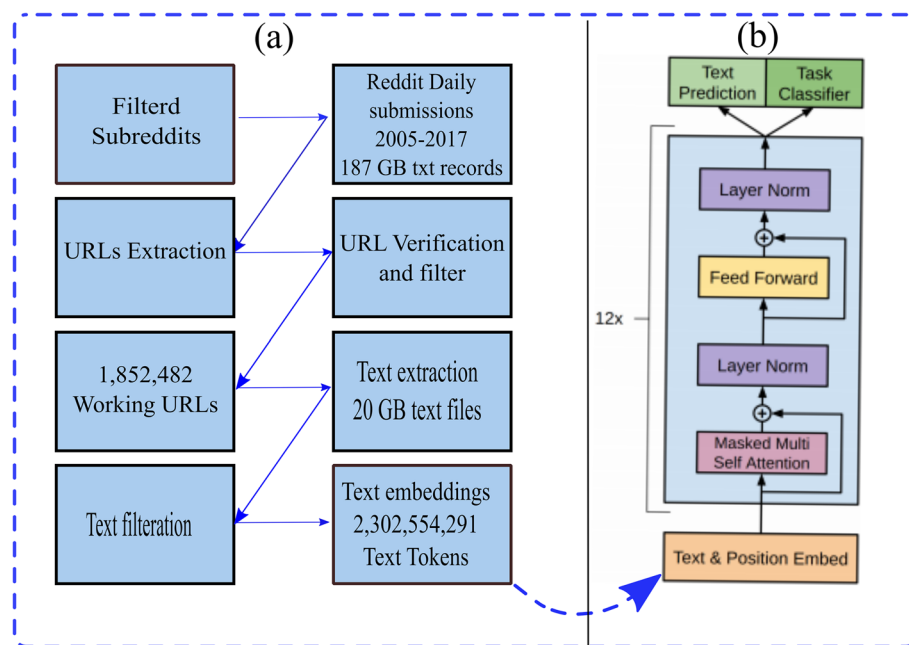 (a)
Filterd
Subreddits
Reddit Daily
submissions
2005-2017
187 GB txt records
URLs Extraction
URL Verification
and filter
1,852,482
Working URLs
Text extraction
20 GB text files
Text filteration
Text embeddings
2,302,554,291
Text Tokens
(b)
Text
Prediction
Task
Classifier
Layer Norm
Feed Forward
12x
Layer Norm
Masked Multi
Self Attention
Text & Position Embed